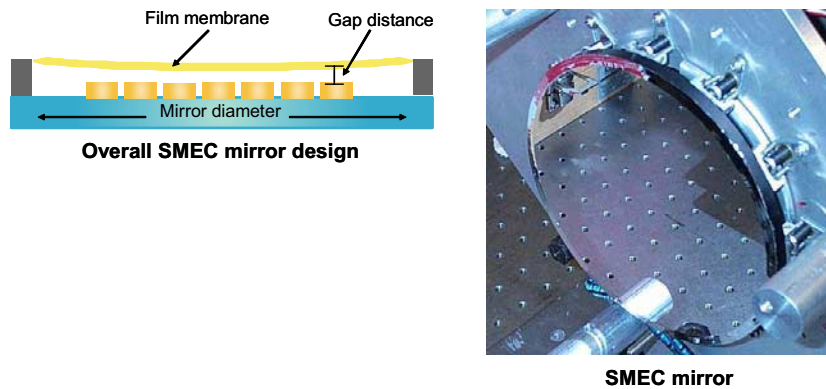 Film membrane
Gap distance
Mirror diameter
Overall SMEC mirror design
SMEC mirror